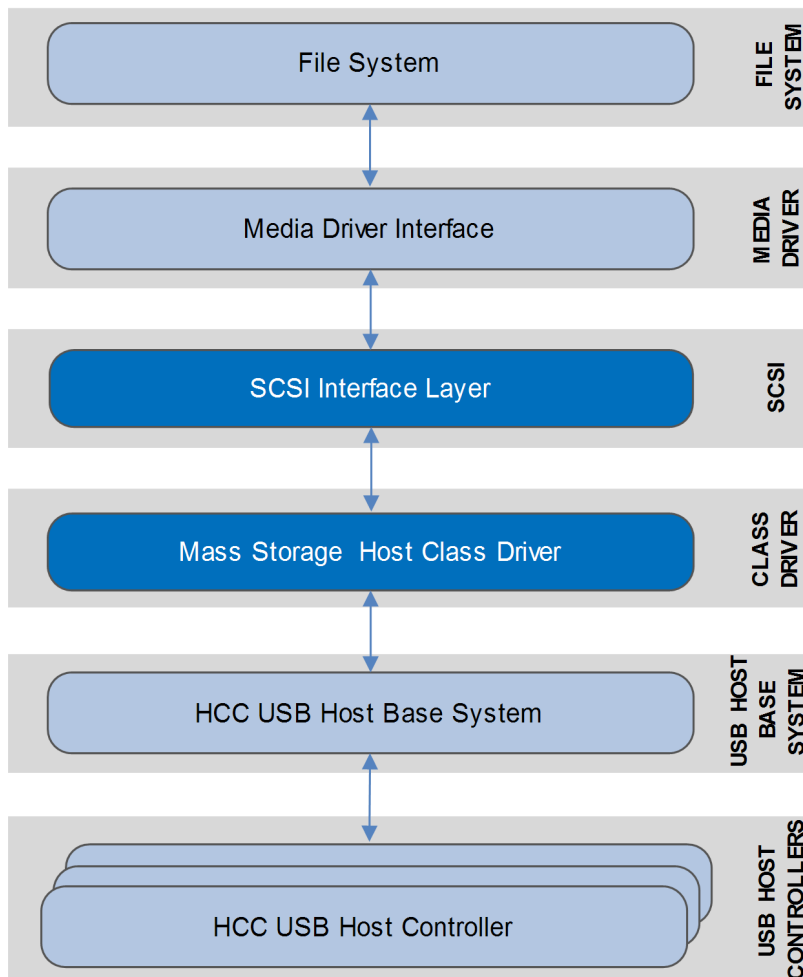 File System
FILE
SYSTEM
Media Driver Interface
MEDIA
DRIVER
SCSI Interface Layer
SCSI
Mass Storage Host Class Driver
CLASS
DRIVER
HCC USB Host Base System
USB HOST
BASE
SYSTEM
HCC USB Host Controller
USB HOST
CONTROLLERS